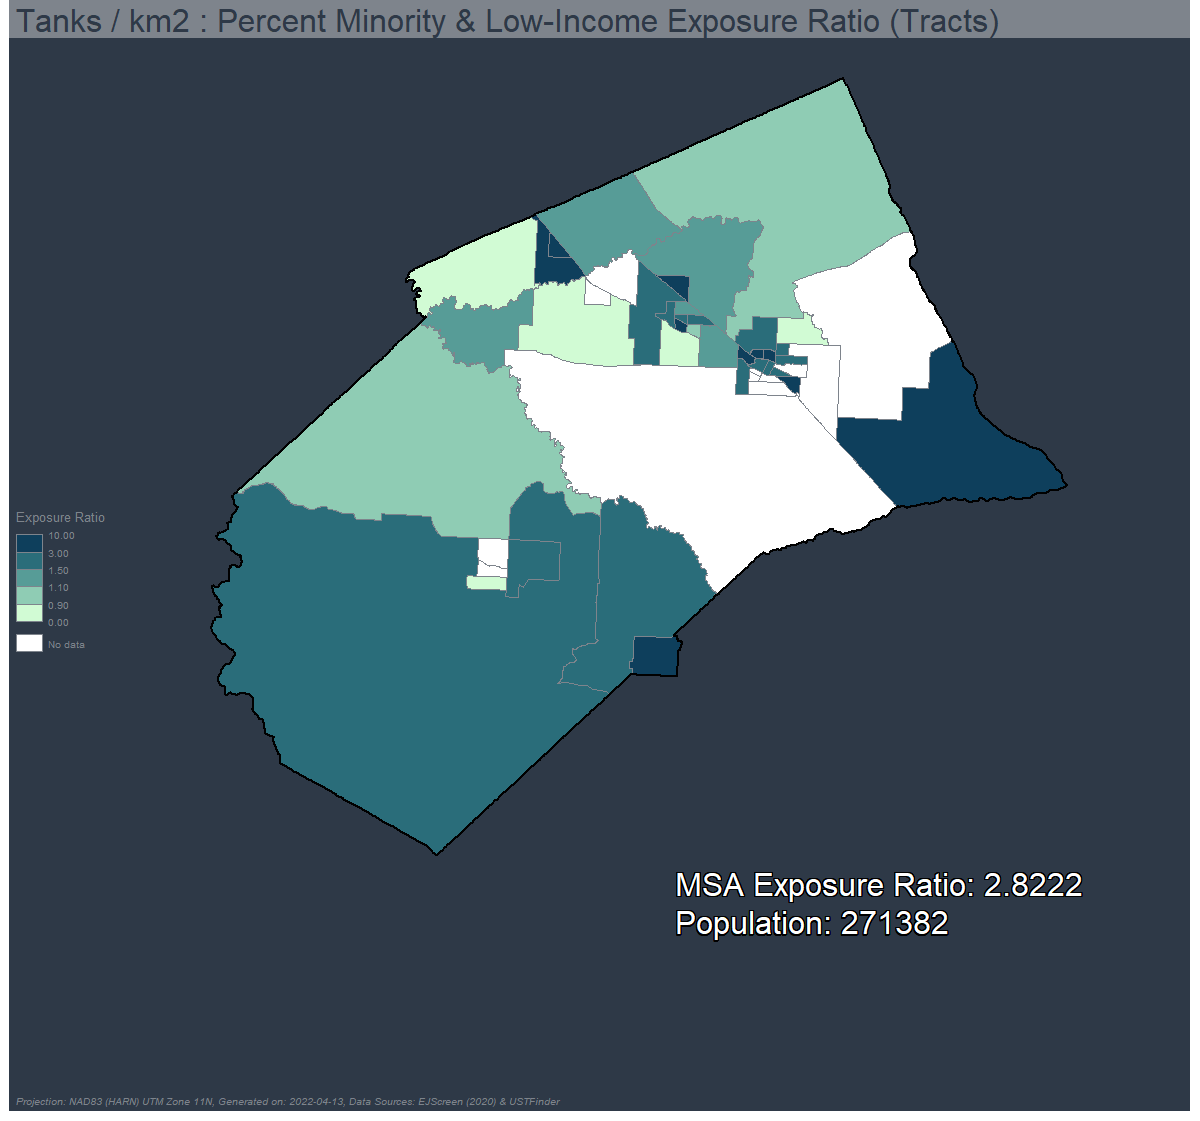 Tanks / km2 : Percent Minority & Low-Income Exposure Ratio (Tracts)
Exposure Ratio
10.00
3.00
1.50
1.10
0.90
0.00
No data
MSA Exposure Ratio: 2.8222
Population: 271382
Projection: NAD83 (HARN) UTM Zone 11N, Generated on: 2022-04-13, Data Sources: EJScreen (2020) & USTFinder